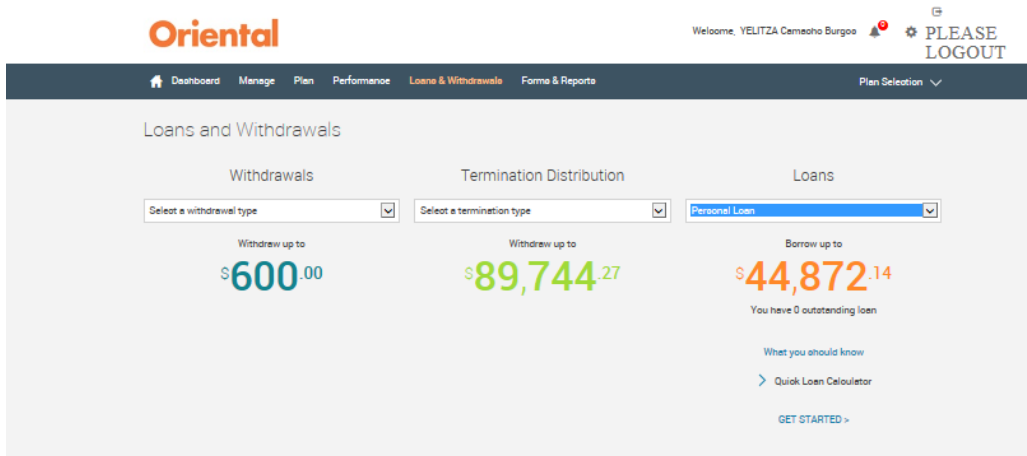 Oriental
Welcome, YELITZA Camacho Burgos
0
PLEASE
LOGOUT
Dashboard Manage Plan Performance Loans & Withdrawals Forms & Reports Plan Selection
Loans and Withdrawals
Withdrawals Termination Distribution Loans
Select a withdrawal type Select a termination type Personal Loan
Withdraw up to Withdraw up to Borrow up to
$600.00 $89,744.27 $44,872.14
You have 0 outstanding loan
What you should know
Quick Loan Calculator
GET STARTED >